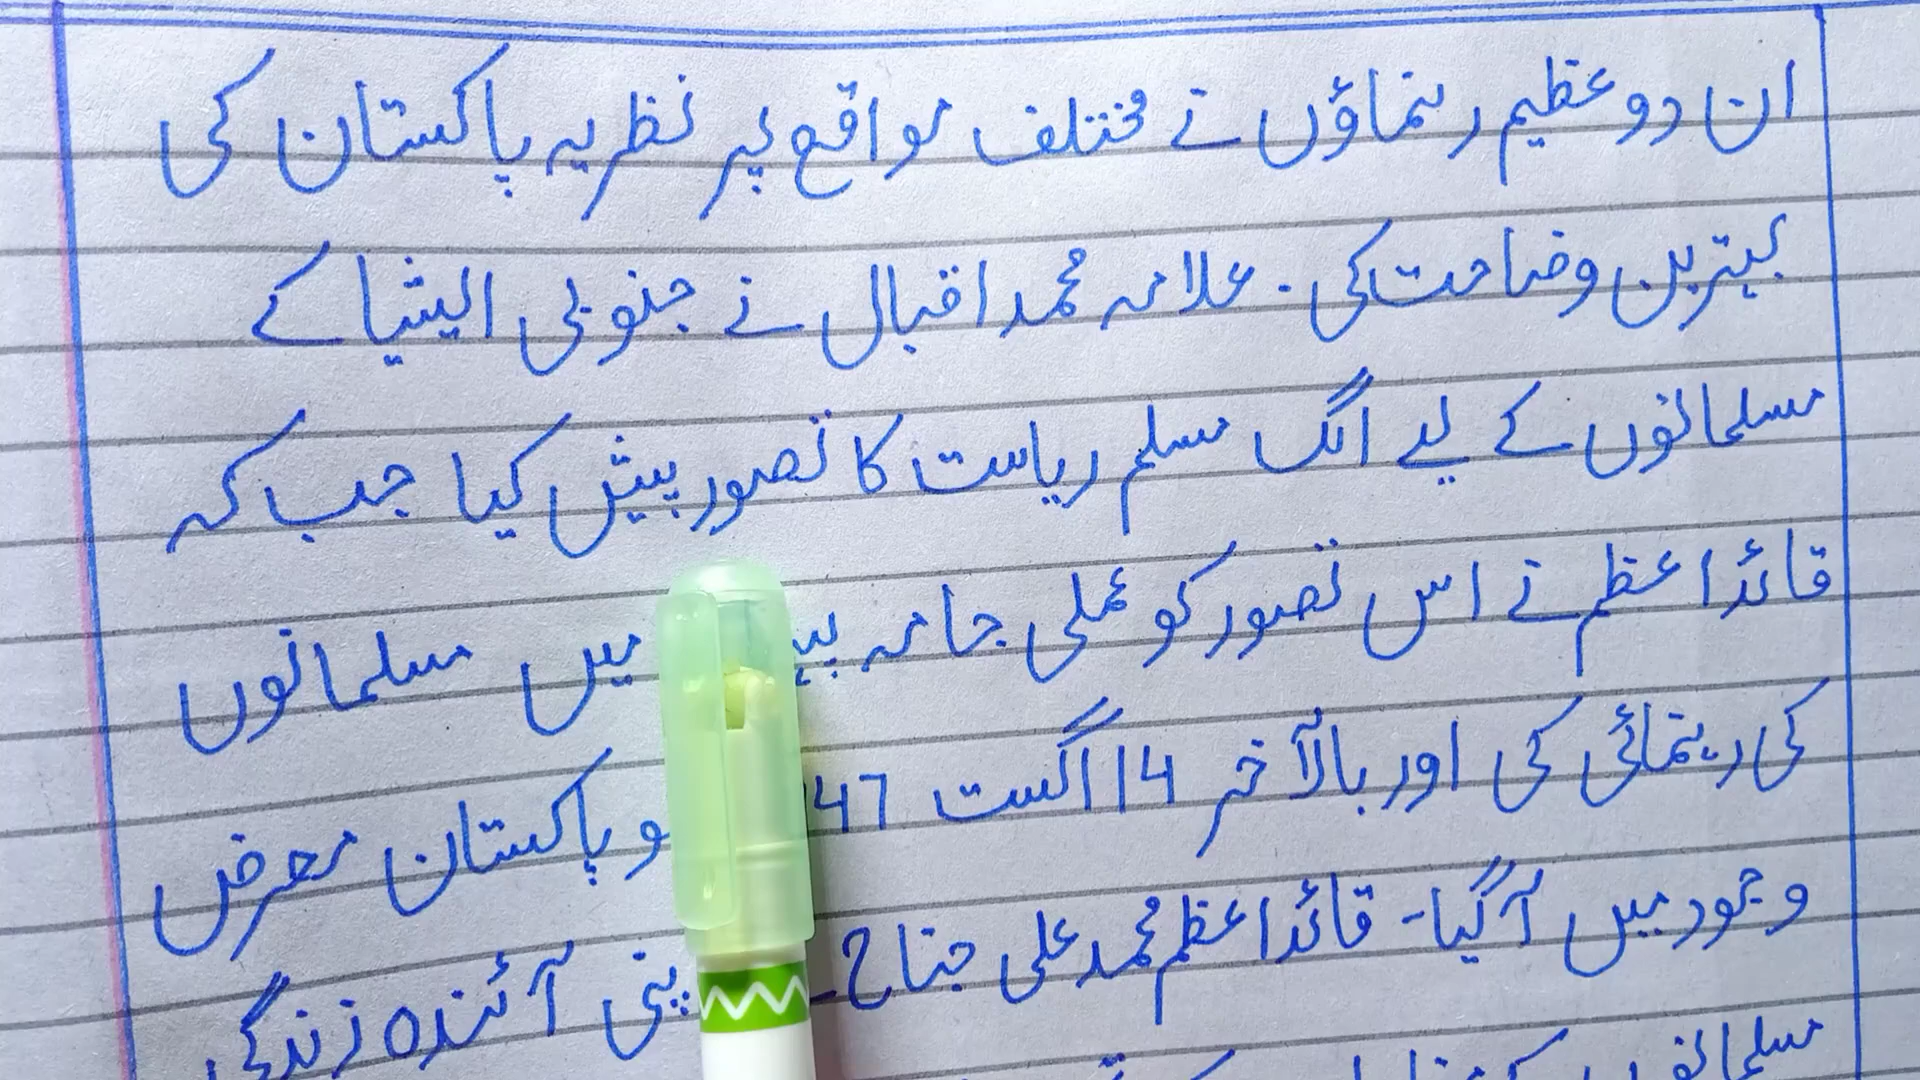 ان دو عظیم رہنماؤں نے مختلف مواقع پر نظریہ پاکستان کی
بہترین وضاحت کی۔ علامہ محمد اقبال نے جنوبی ایشیا کے
مسلمانوں کے لیے الگ مسلم ریاست کا تصور پیش کیا جب کہ
قائداعظم نے اس تصور کو عملی جامہ میں مسلمانوں
کی رہنمائی کی اور بالآخر 14 اگست 47 پاکستان معرض
وجود میں آ گیا۔ قائداعظم محمد علی جناح آئندہ زندگی
مسلمانوں